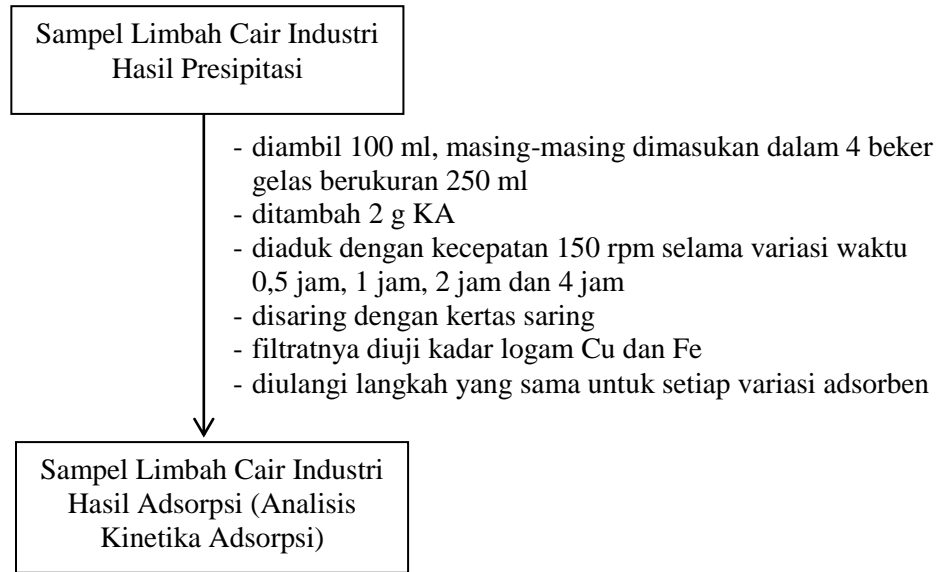 Sampel Limbah Cair Industri
Hasil Presipitasi
- diambil 100 ml, masing-masing dimasukan dalam 4 beker
gelas berukuran 250 ml
- ditambah 2 g KA
- diaduk dengan kecepatan 150 rpm selama variasi waktu
0,5 jam, 1 jam, 2 jam dan 4 jam
- disaring dengan kertas saring
- filtratnya diuji kadar logam Cu dan Fe
- diulangi langkah yang sama untuk setiap variasi adsorben
Sampel Limbah Cair Industri
Hasil Adsorpsi (Analisis
Kinetika Adsorpsi)